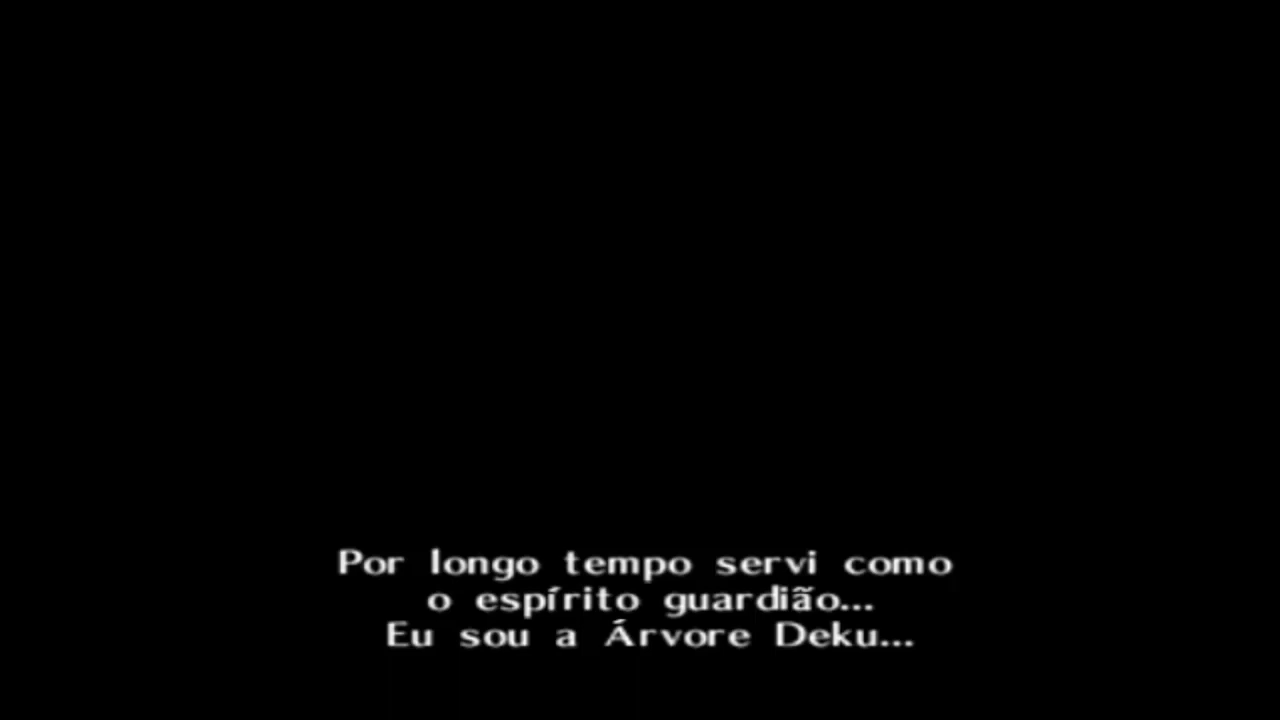 Por longo tempo servi como
o espírito guardião...
Eu sou a Árvore Deku...